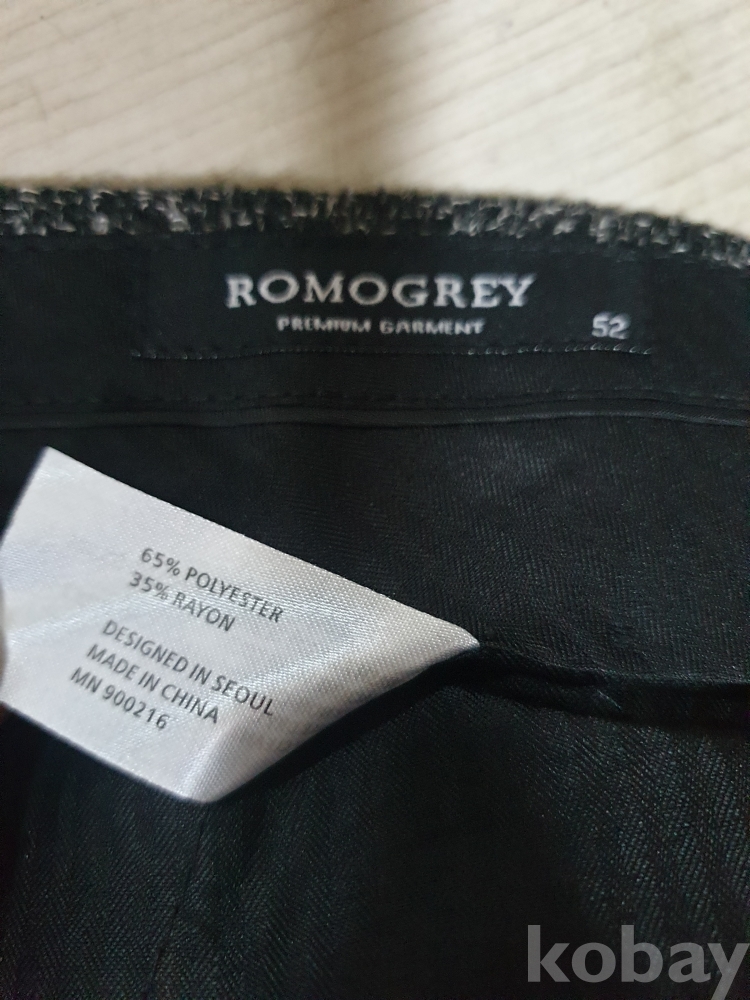 ROMOGREY
PREMIUM GARMENT 52
65% POLYESTER
35% RAYON
DESIGNED IN SEOUL
MADE IN CHINA
MN 900216
kobay